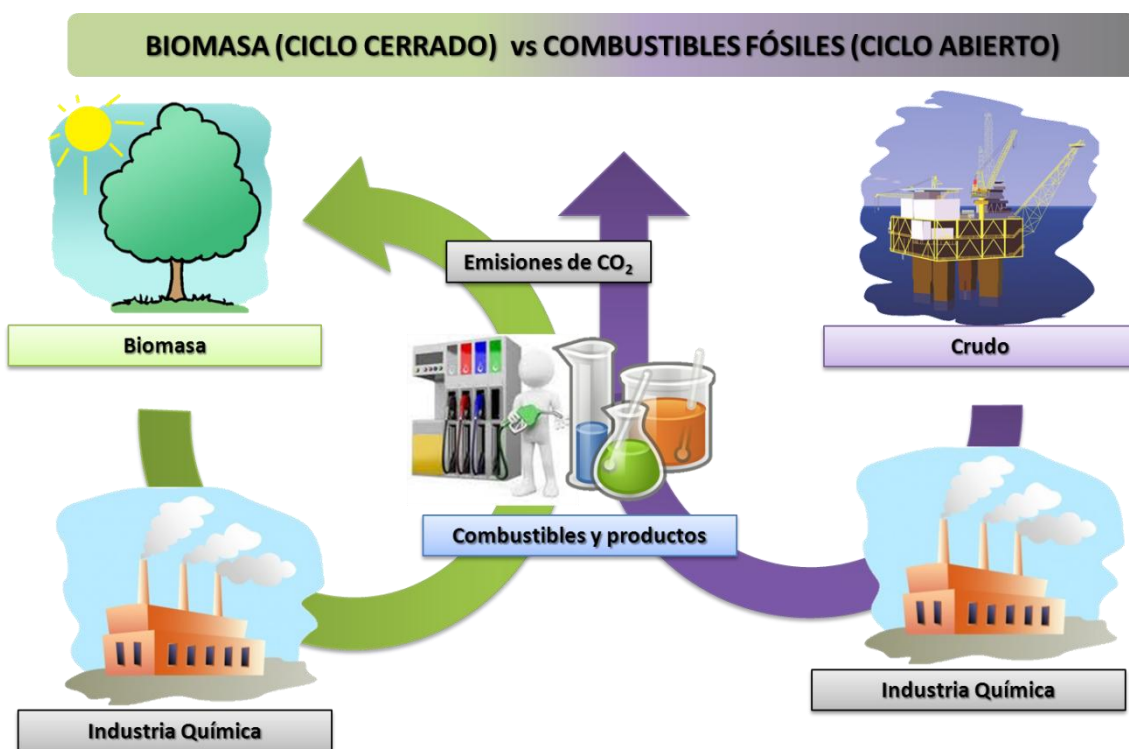 BIOMASA (CICLO CERRADO) vs COMBUSTIBLES FÓSILES (CICLO ABIERTO)
Emisiones de CO₂
Biomasa
Crudo
Combustibles y productos
Industria Química
Industria Química